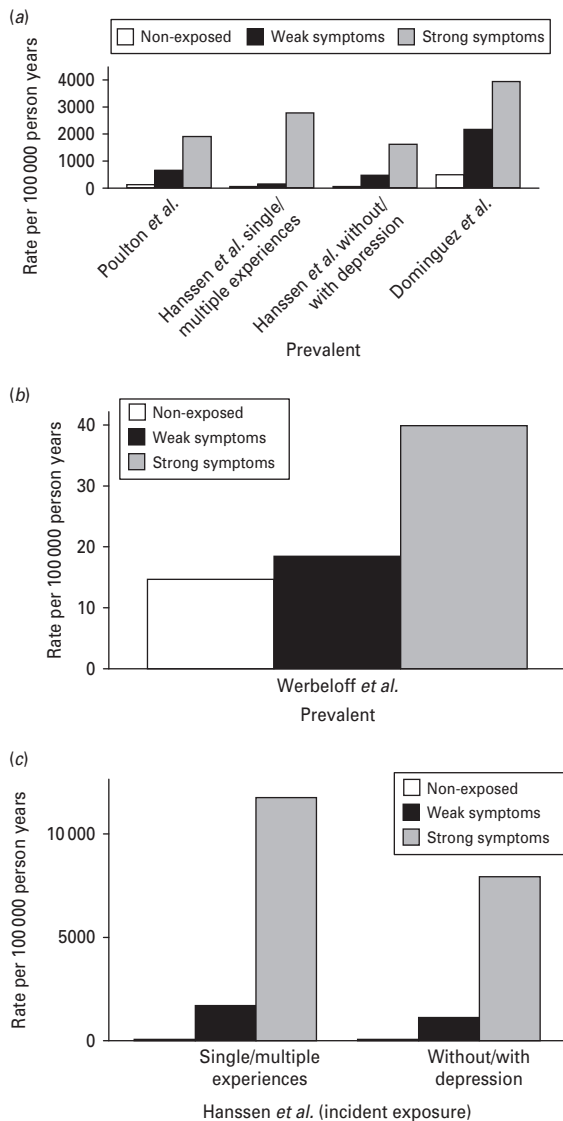 (a)
Non-exposed Weak symptoms Strong symptoms
Rate per 100 000 person years
4000
3000
2000
1000
0
Poulton et al.
Hanssen et al. single/
multiple experiences
Hanssen et al. without/
with depression
Dominguez et al.
Prevalent
(b)
Non-exposed
Weak symptoms
Strong symptoms
Rate per 100 000 person years
40
30
20
10
0
Werbeloff et al.
Prevalent
(c)
Non-exposed
Weak symptoms
Strong symptoms
Rate per 100 000 person years
10 000
5000
0
Single/multiple
experiences
Without/with
depression
Hanssen et al. (incident exposure)